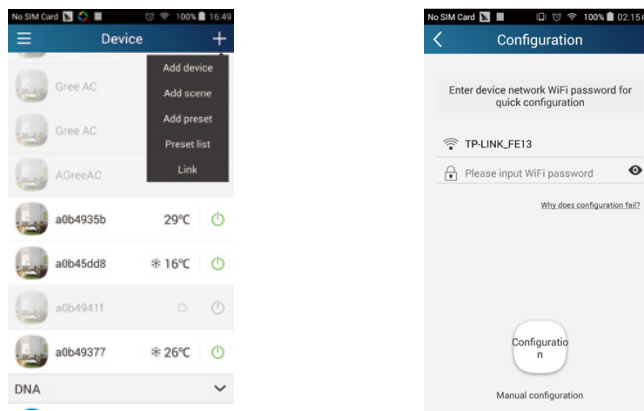 No SIM Card 100% 16:49
Device
Gree AC
Gree AC
AGreeAC
a0b4935b 29℃
a0b45dd8 16℃
a0b4941f
a0b49377 26℃
DNA
Add device
Add scene
Add preset
Preset list
Link
No SIM Card 100% 02:15
Configuration
Enter device network WiFi password for
quick configuration
TP-LINK_FE13
Please input WiFi password
Why does configuration fail?
Configuratio
n
Manual configuration